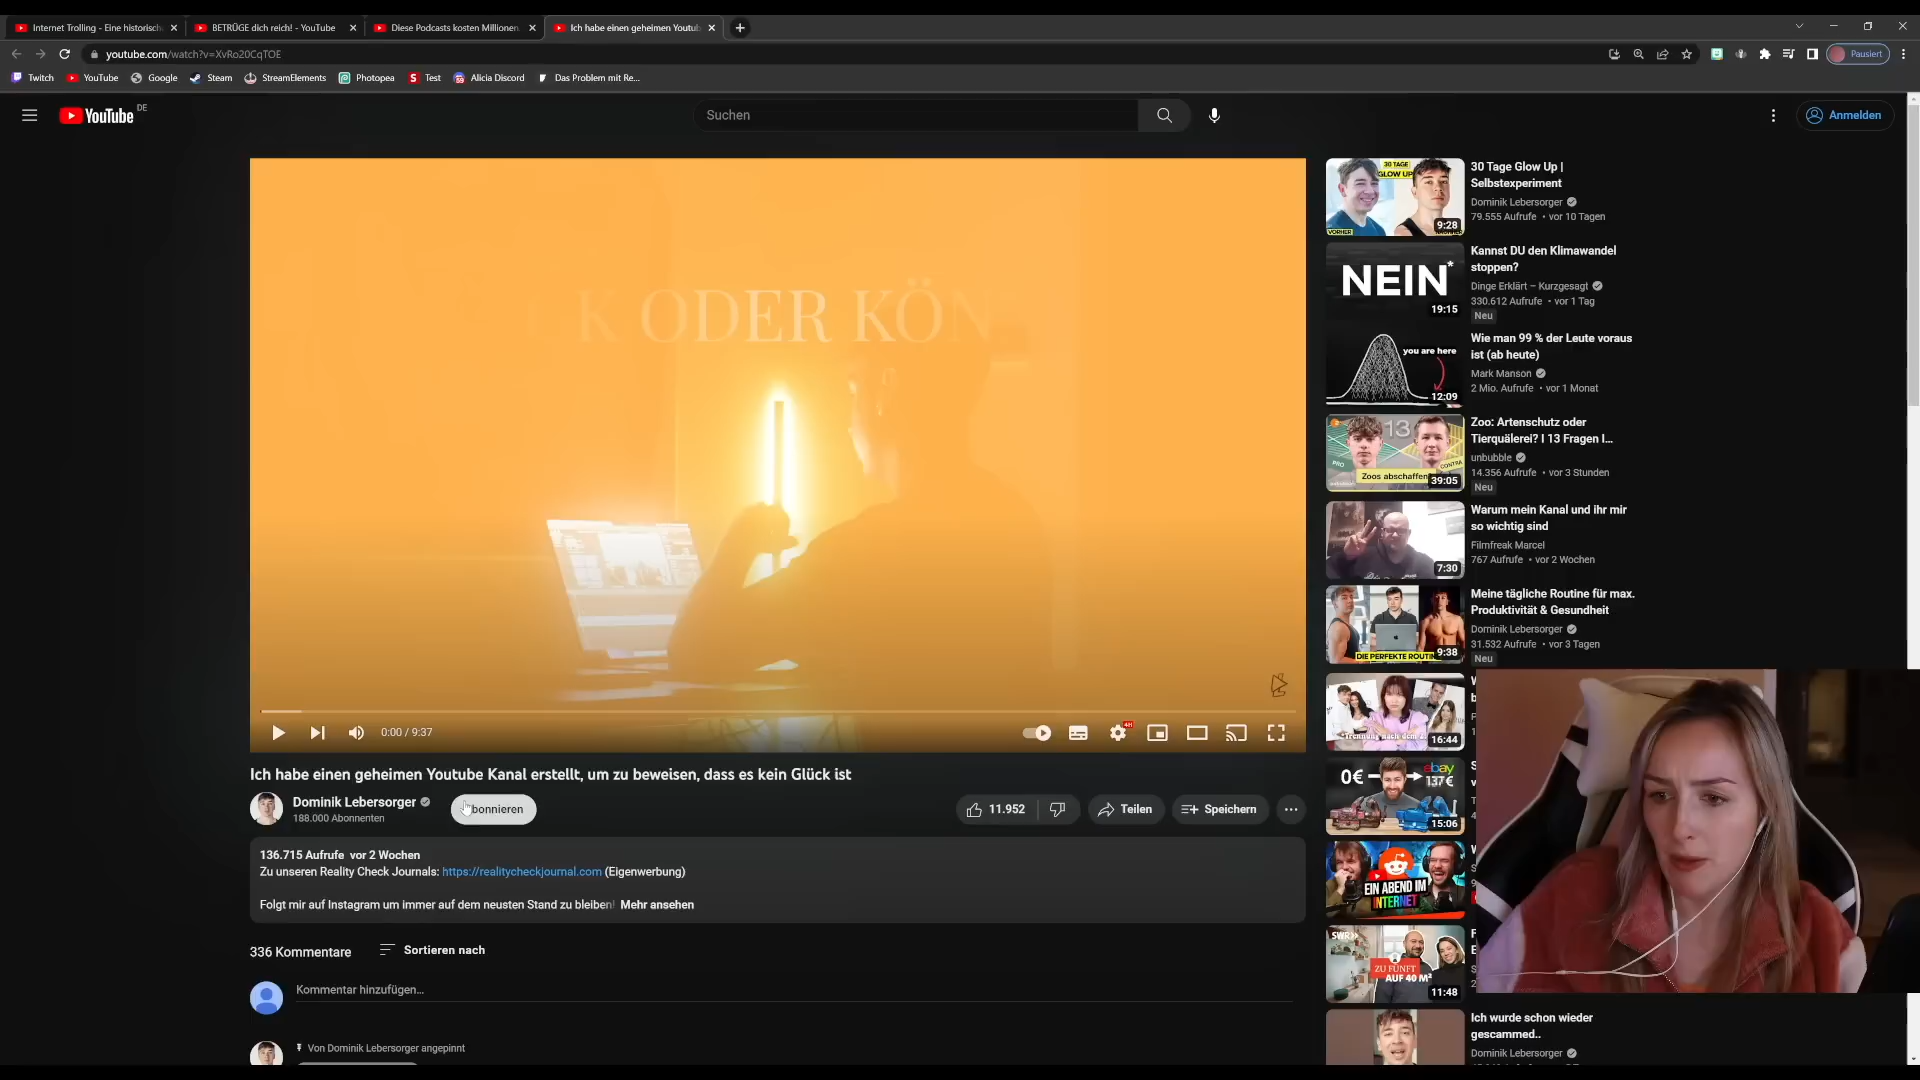 Internet Trolling - Eine historisch
BETRÜGE dich reich! - YouTube
Diese Podcasts kosten Millionen
Ich habe einen geheimen Youtub
youtube.com/watch?v=XvRo20CqTOE
Pausiert
Twitch
YouTube
Google
Steam
StreamElements
Photopea
Test
Alicia Discord
Das Problem mit Re...
YouTube DE
Suchen
Anmelden
K ODER KÖN
0:00 / 9:37
Ich habe einen geheimen Youtube Kanal erstellt, um zu beweisen, dass es kein Glück ist
Dominik Lebersorger
188.000 Abonnenten
bonnieren
11.952
Teilen
Speichern
136.715 Aufrufe vor 2 Wochen
Zu unseren Reality Check Journals: https://realitycheckjournal.com (Eigenwerbung)
Folgt mir auf Instagram um immer auf dem neusten Stand zu bleiben! Mehr ansehen
336 Kommentare
Sortieren nach
Kommentar hinzufügen...
Von Dominik Lebersorger angepinnt
30 TAGE
GLOW UP
VORHER
9:28
30 Tage Glow Up |
Selbstexperiment
Dominik Lebersorger
79.555 Aufrufe • vor 10 Tagen
NEIN*
19:15
Kannst DU den Klimawandel
stoppen?
Dinge Erklärt – Kurzgesagt
330.612 Aufrufe • vor 1 Tag
Neu
you are here
12:09
Wie man 99 % der Leute voraus
ist (ab heute)
Mark Manson
2 Mio. Aufrufe • vor 1 Monat
13
PRO
CONTRA
Zoos abschaffen
39:05
Zoo: Artenschutz oder
Tierquälerei? I 13 Fragen I...
unbubble
14.356 Aufrufe • vor 3 Stunden
Neu
7:30
Warum mein Kanal und ihr mir
so wichtig sind
Filmfreak Marcel
767 Aufrufe • vor 2 Wochen
DIE PERFEKTE ROUTIN
9:38
Meine tägliche Routine für max.
Produktivität & Gesundheit
Dominik Lebersorger
31.532 Aufrufe • vor 3 Tagen
Neu
16:44
0€
ebay
137€
15:06
EIN ABEND IM
INTERNET
SWR»
ZU FÜNFT
AUF 40 M²
11:48
Ich wurde schon wieder
gescammed..
Dominik Lebersorger